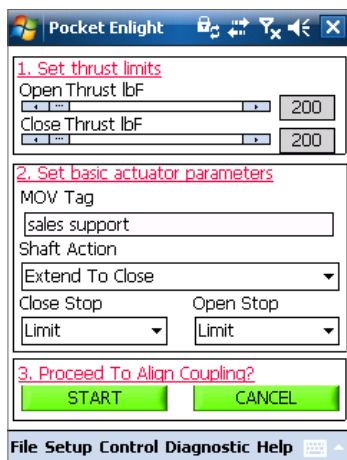 Pocket Enlight
1. Set thrust limits
Open Thrust lbF
200
Close Thrust lbF
200
2. Set basic actuator parameters
MOV Tag
sales support
Shaft Action
Extend To Close
Close Stop Open Stop
Limit Limit
3. Proceed To Align Coupling?
START CANCEL
File Setup Control Diagnostic Help